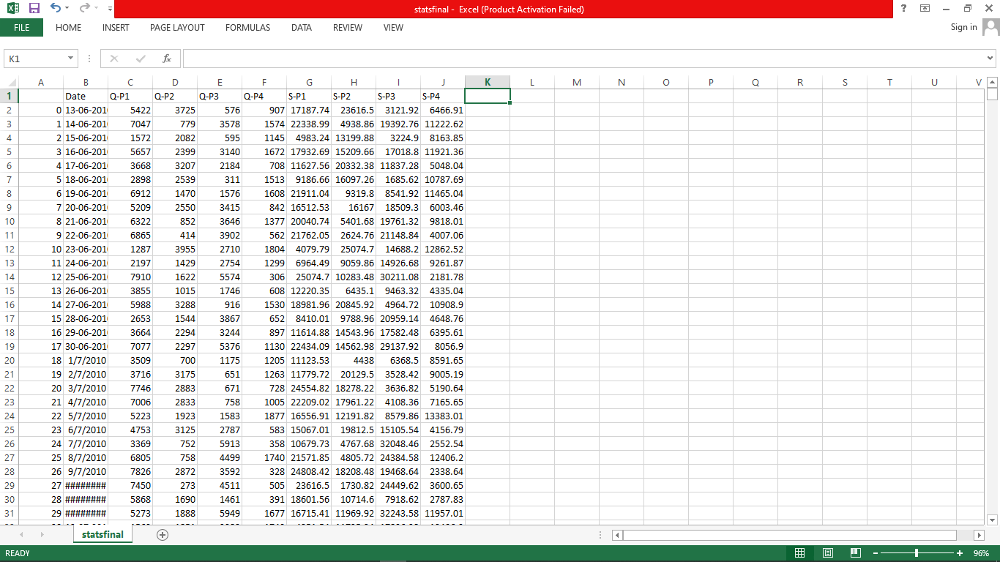 statsfinal - Excel (Product Activation Failed)
?
FILE HOME INSERT PAGE LAYOUT FORMULAS DATA REVIEW VIEW Sign in
K1 fx
A B C D E F G H I J K L M N O P Q R S T U V
1 Date Q-P1 Q-P2 Q-P3 Q-P4 S-P1 S-P2 S-P3 S-P4
2 0 13-06-201 5422 3725 576 907 17187.74 23616.5 3121.92 6466.91
3 1 14-06-201 7047 779 3578 1574 22338.99 4938.86 19392.76 11222.62
4 2 15-06-201 1572 2082 595 1145 4983.24 13199.88 3224.9 8163.85
5 3 16-06-201 5657 2399 3140 1672 17932.69 15209.66 17018.8 11921.36
6 4 17-06-201 3668 3207 2184 708 11627.56 20332.38 11837.28 5048.04
7 5 18-06-201 2898 2539 311 1513 9186.66 16097.26 1685.62 10787.69
8 6 19-06-201 6912 1470 1576 1608 21911.04 9319.8 8541.92 11465.04
9 7 20-06-201 5209 2550 3415 842 16512.53 16167 18509.3 6003.46
10 8 21-06-201 6322 852 3646 1377 20040.74 5401.68 19761.32 9818.01
11 9 22-06-201 6865 414 3902 562 21762.05 2624.76 21148.84 4007.06
12 10 23-06-201 1287 3955 2710 1804 4079.79 25074.7 14688.2 12862.52
13 11 24-06-201 2197 1429 2754 1299 6964.49 9059.86 14926.68 9261.87
14 12 25-06-201 7910 1622 5574 306 25074.7 10283.48 30211.08 2181.78
15 13 26-06-201 3855 1015 1746 608 12220.35 6435.1 9463.32 4335.04
16 14 27-06-201 5988 3288 916 1530 18981.96 20845.92 4964.72 10908.9
17 15 28-06-201 2653 1544 3867 652 8410.01 9788.96 20959.14 4648.76
18 16 29-06-201 3664 2294 3244 897 11614.88 14543.96 17582.48 6395.61
19 17 30-06-201 7077 2297 5376 1130 22434.09 14562.98 29137.92 8056.9
20 18 1/7/2010 3509 700 1175 1205 11123.53 4438 6368.5 8591.65
21 19 2/7/2010 3716 3175 651 1263 11779.72 20129.5 3528.42 9005.19
22 20 3/7/2010 7746 2883 671 728 24554.82 18278.22 3636.82 5190.64
23 21 4/7/2010 7006 2833 758 1005 22209.02 17961.22 4108.36 7165.65
24 22 5/7/2010 5223 1923 1583 1877 16556.91 12191.82 8579.86 13383.01
25 23 6/7/2010 4753 3125 2787 583 15067.01 19812.5 15105.54 4156.79
26 24 7/7/2010 3369 752 5913 358 10679.73 4767.68 32048.46 2552.54
27 25 8/7/2010 6805 758 4499 1740 21571.85 4805.72 24384.58 12406.2
28 26 9/7/2010 7826 2872 3592 328 24808.42 18208.48 19468.64 2338.64
29 27 ######## 7450 273 4511 505 23616.5 1730.82 24449.62 3600.65
30 28 ######## 5868 1690 1461 391 18601.56 10714.6 7918.62 2787.83
31 29 ######## 5273 1888 5949 1677 16715.41 11969.92 32243.58 11957.01
statsfinal
READY 96%